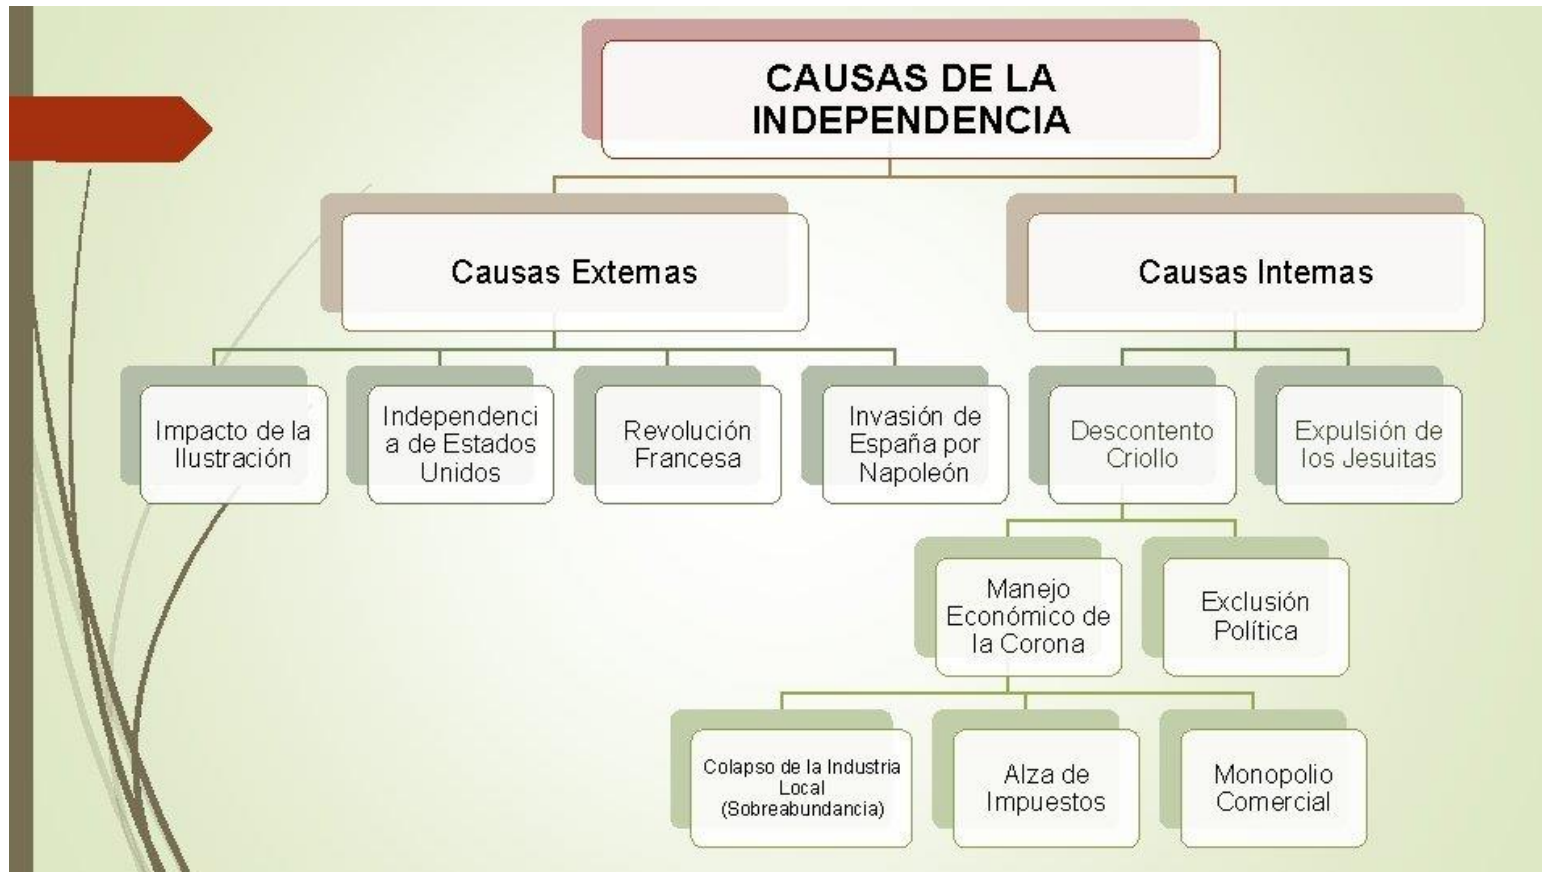 CAUSAS DE LA
INDEPENDENCIA
Causas Externas
Causas Internas
Impacto de la
Ilustración
Independenci
a de Estados
Unidos
Revolución
Francesa
Invasión de
España por
Napoleón
Descontento
Criollo
Expulsión de
los Jesuitas
Manejo
Económico de
la Corona
Exclusión
Política
Colapso de la Industria
Local
(Sobreabundancia)
Alza de
Impuestos
Monopolio
Comercial